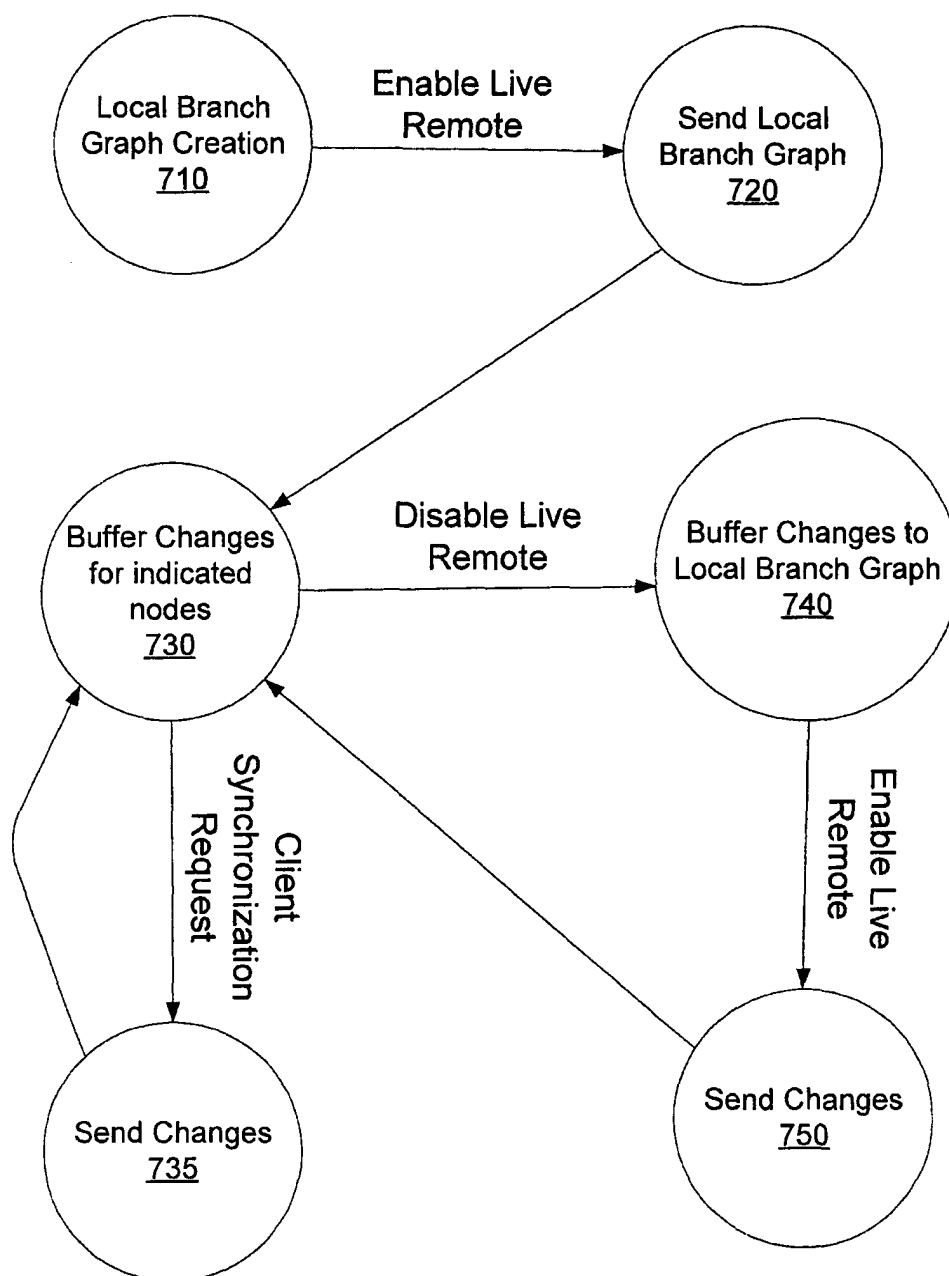 Local Branch
Graph Creation
710
Enable Live
Remote
Send Local
Branch Graph
720
Buffer Changes
for indicated
nodes
730
Disable Live
Remote
Buffer Changes to
Local Branch Graph
740
Client
Synchronization
Request
Enable Live
Remote
Send Changes
735
Send Changes
750